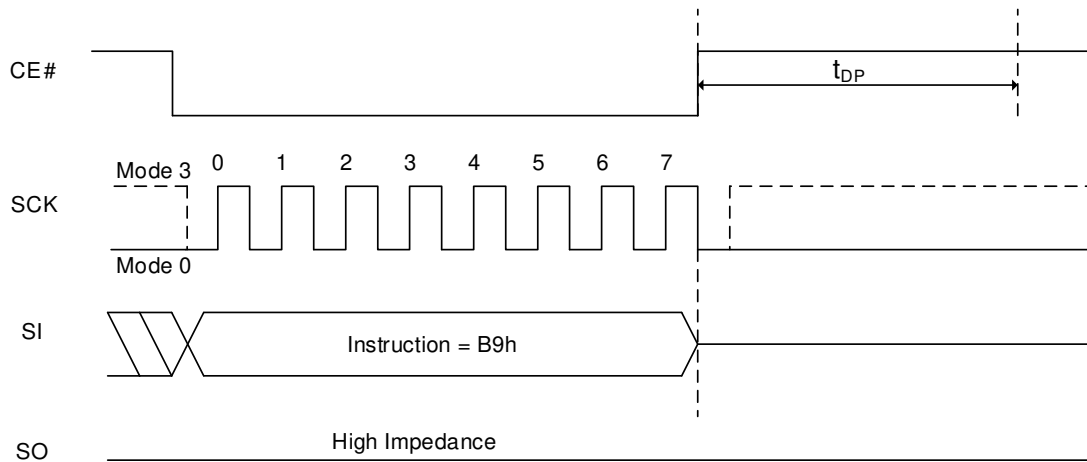 CE#
tDP
Mode 3 0 1 2 3 4 5 6 7
SCK
Mode 0
SI
Instruction = B9h
High Impedance
SO